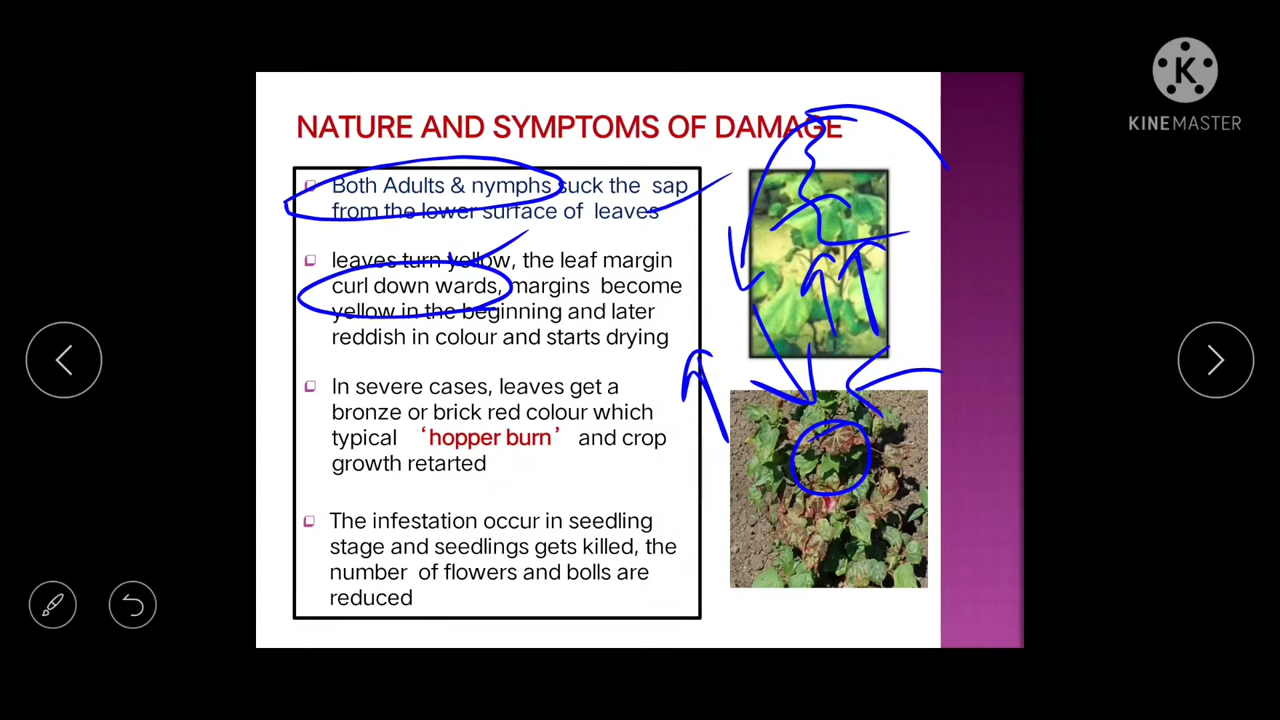 KINEMASTER
NATURE AND SYMPTOMS OF DAMAGE
Both Adults & nymphs suck the sap
from the lower surface of leaves
leaves turn yellow, the leaf margin
curl down wards, margins become
yellow in the beginning and later
reddish in colour and starts drying
In severe cases, leaves get a
bronze or brick red colour which
typical ‘hopper burn’ and crop
growth retarted
The infestation occur in seedling
stage and seedlings gets killed, the
number of flowers and bolls are
reduced